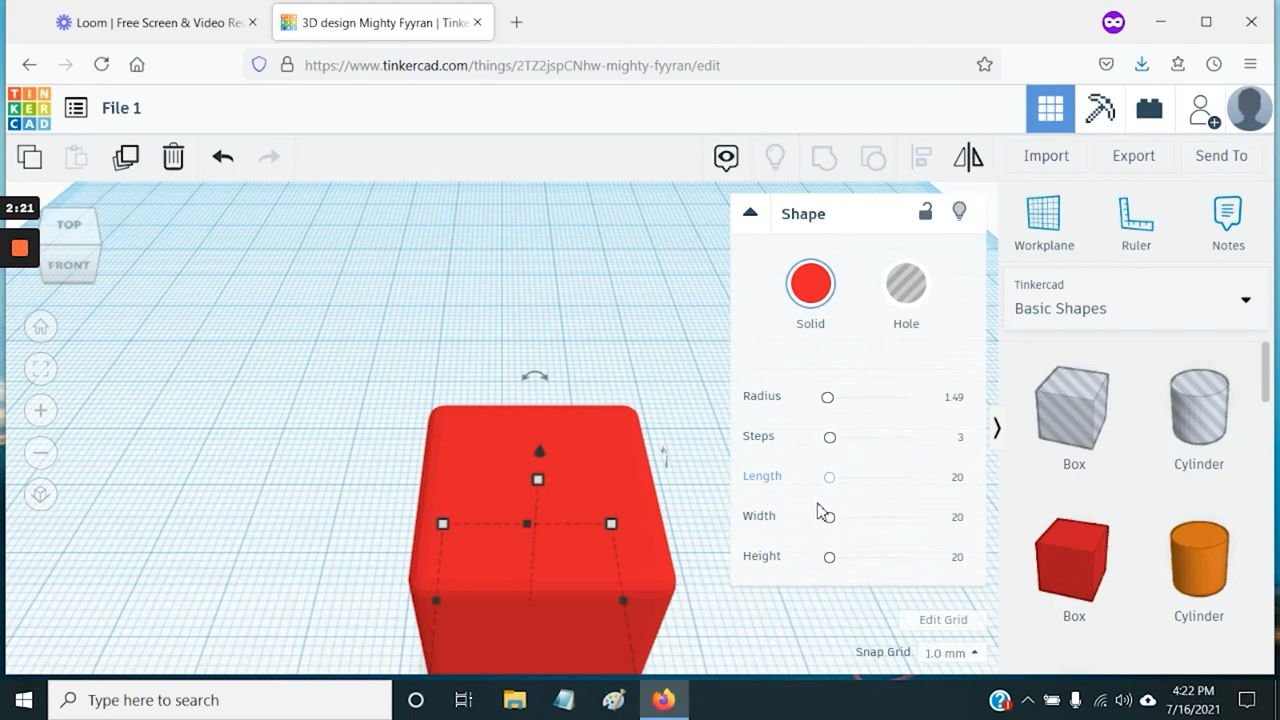 Loom | Free Screen & Video Re
3D design Mighty Fyyran | Tinke
https://www.tinkercad.com/things/2TZ2jspCNhw-mighty-fyyran/edit
TIN
KER
CAD
File 1
Import
Export
Send To
2:21
TOP
FRONT
Shape
Solid
Hole
Radius 1.49
Steps 3
Length 20
Width 20
Height 20
Edit Grid
Snap Grid 1.0 mm
Workplane
Ruler
Notes
Tinkercad
Basic Shapes
Box
Cylinder
Box
Cylinder
Type here to search
4:22 PM
7/16/2021